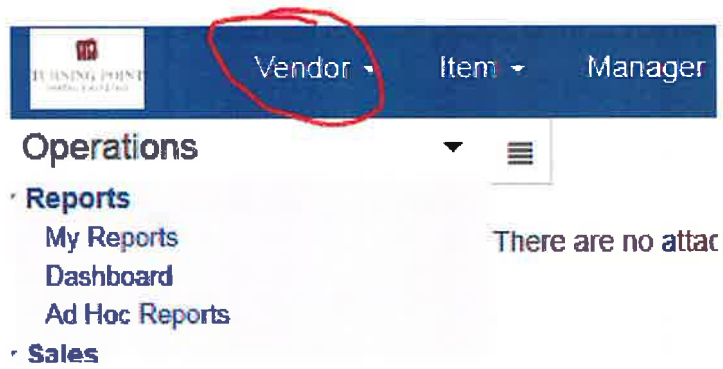 TURNING POINT
Vendor Item Manager
Operations
Reports
My Reports
There are no attac
Dashboard
Ad Hoc Reports
Sales